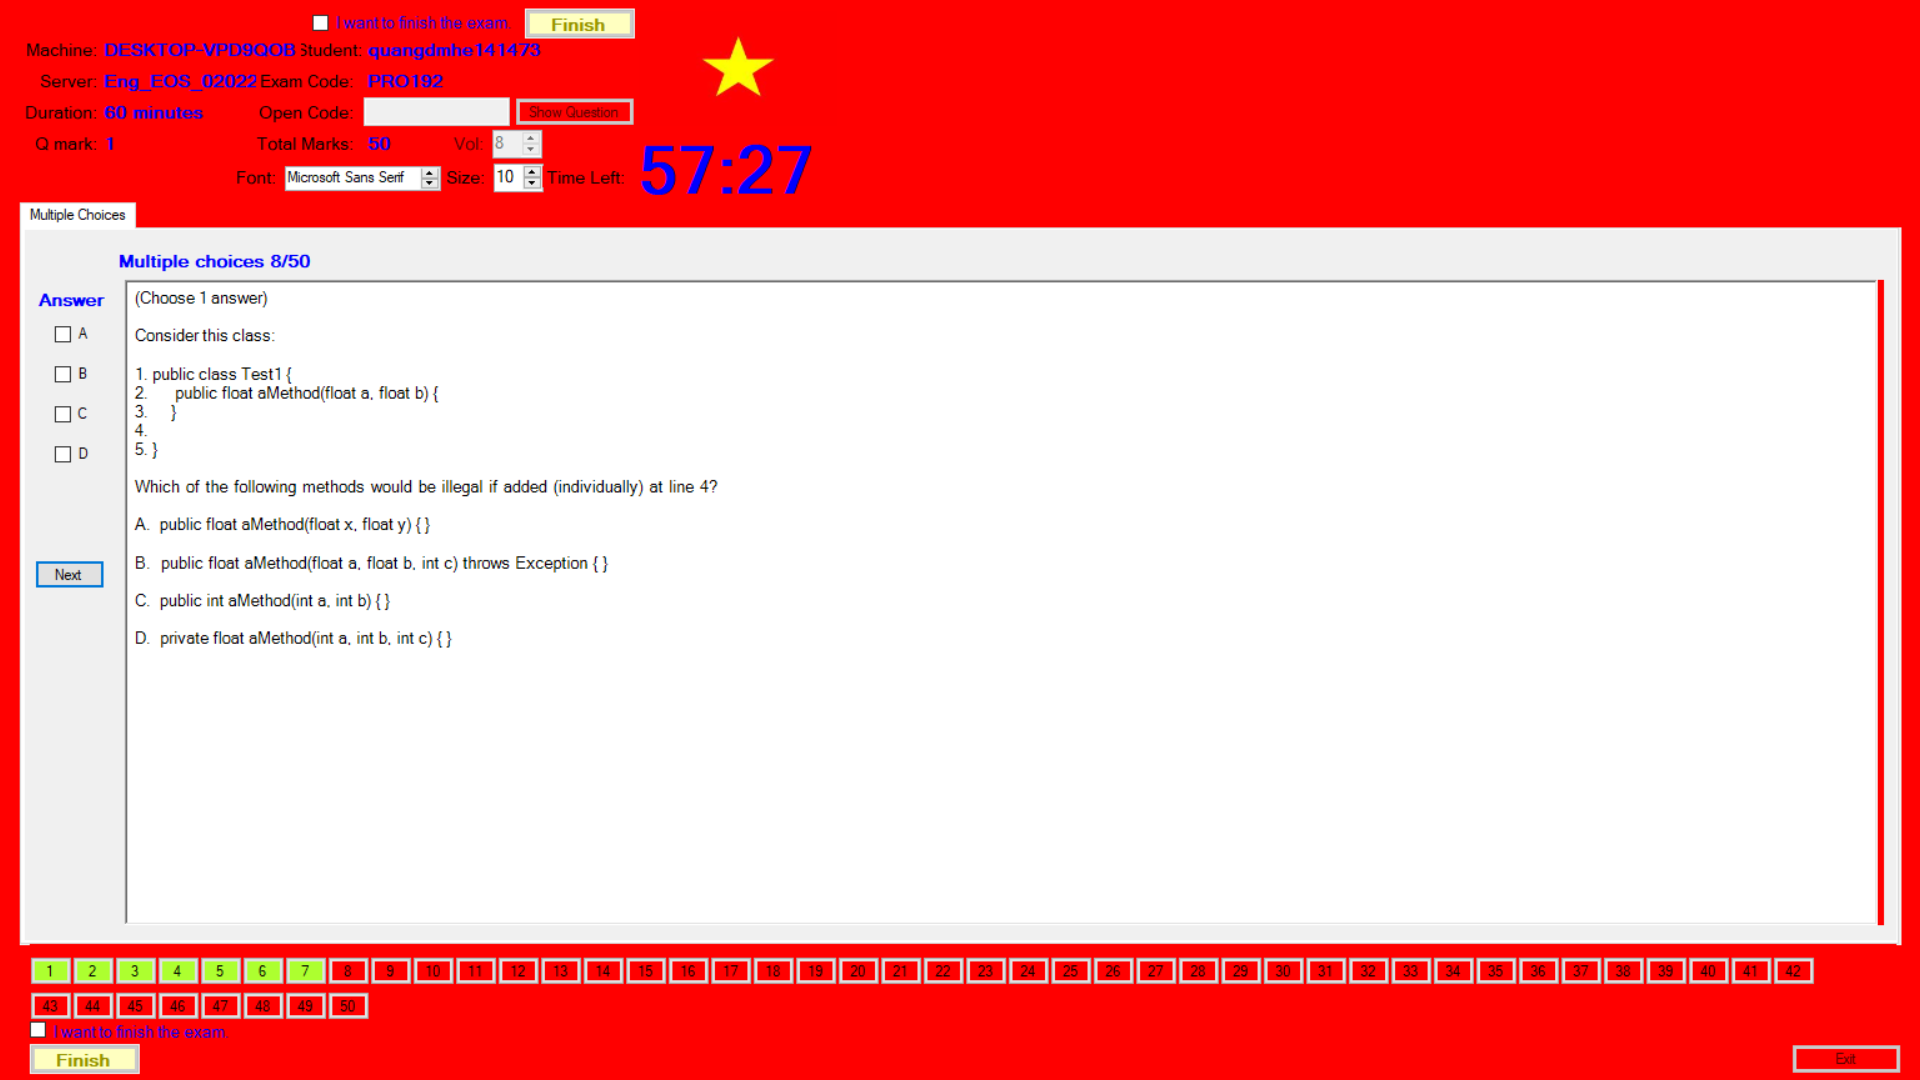 I want to finish the exam. Finish
Machine: DESKTOP-VPD9QOB Student: quangdmhe141473
Server: Eng_EOS_02022 Exam Code: PRO192
Duration: 60 minutes Open Code: Show Question
Q mark: 1 Total Marks: 50 Vol: 8
Font: Microsoft Sans Serif Size: 10 Time Left: 57:27
Multiple Choices
Multiple choices 8/50
Answer
A
B
C
D
Next
(Choose 1 answer)
Consider this class:
1. public class Test1 {
2. public float aMethod(float a, float b) {
3. }
4.
5. }
Which of the following methods would be illegal if added (individually) at line 4?
A. public float aMethod(float x, float y) { }
B. public float aMethod(float a, float b, int c) throws Exception { }
C. public int aMethod(int a, int b) { }
D. private float aMethod(int a, int b, int c) { }
1 2 3 4 5 6 7 8 9 10 11 12 13 14 15 16 17 18 19 20 21 22 23 24 25 26 27 28 29 30 31 32 33 34 35 36 37 38 39 40 41 42
43 44 45 46 47 48 49 50
I want to finish the exam.
Finish
Exit